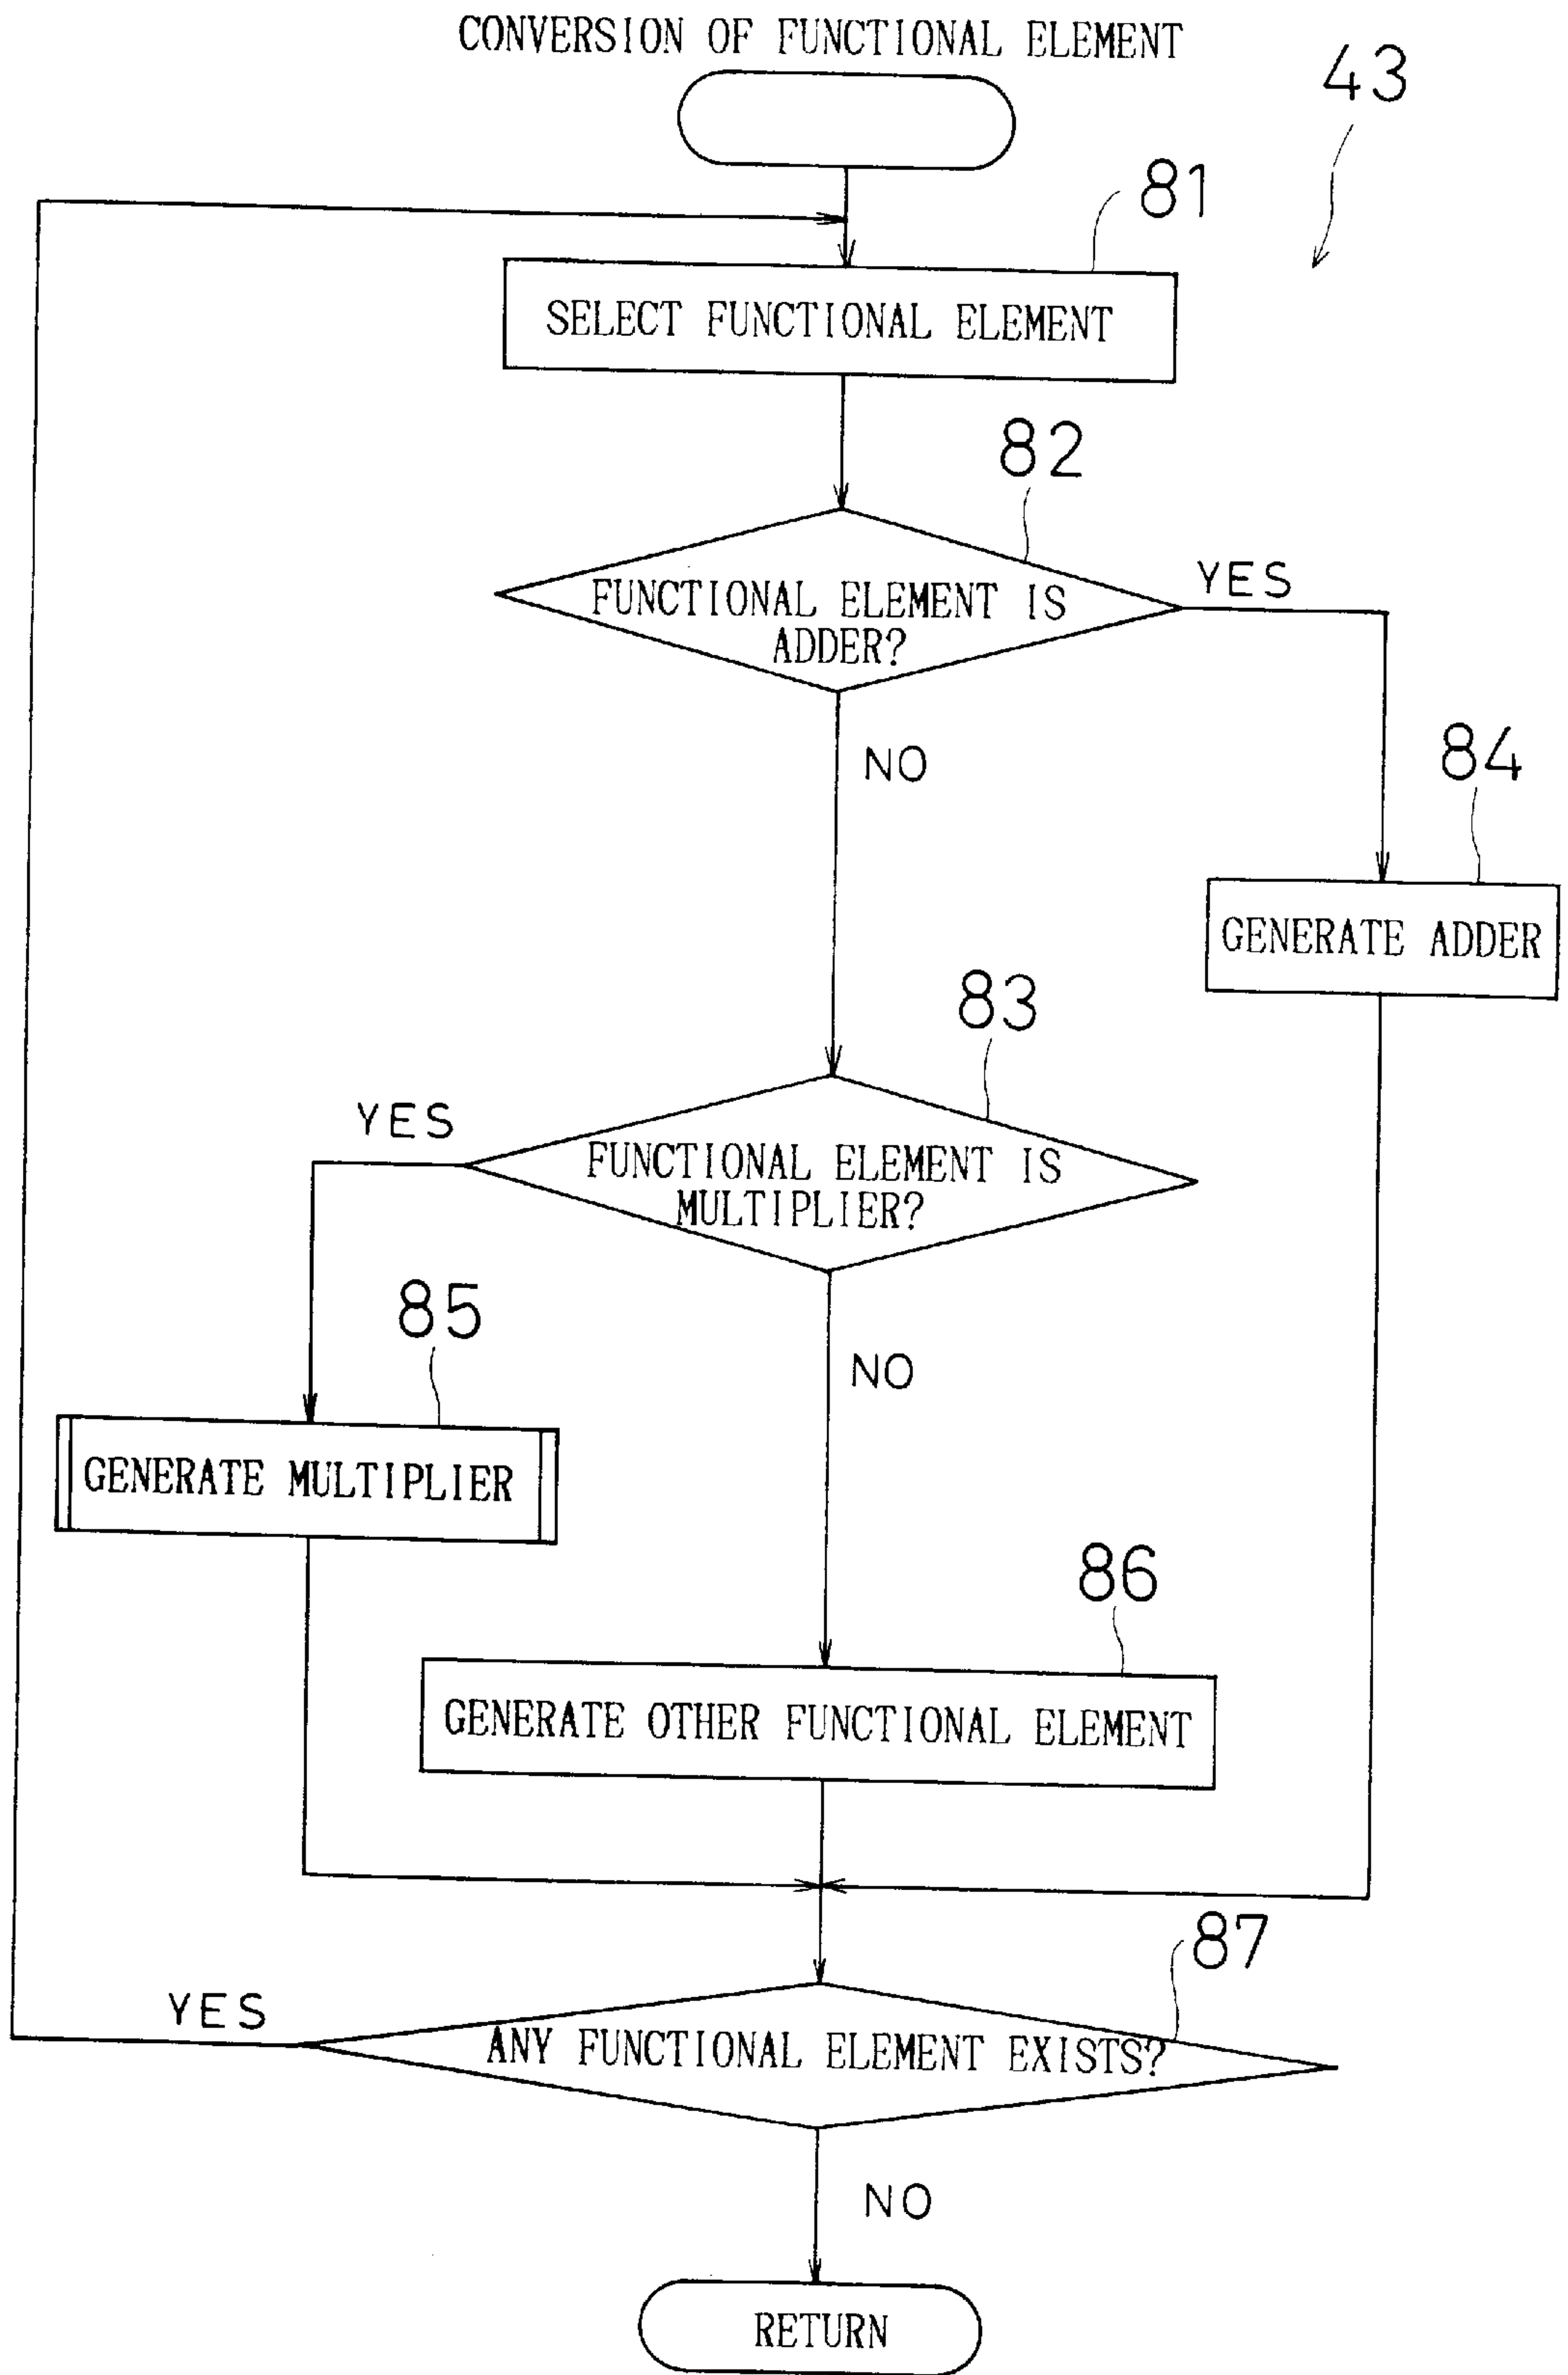 CONVERSION OF FUNCTIONAL ELEMENT
43
81
SELECT FUNCTIONAL ELEMENT
82
FUNCTIONAL ELEMENT IS
ADDER?
YES
NO
84
GENERATE ADDER
83
YES
FUNCTIONAL ELEMENT IS
MULTIPLIER?
85
NO
GENERATE MULTIPLIER
86
GENERATE OTHER FUNCTIONAL ELEMENT
87
YES
ANY FUNCTIONAL ELEMENT EXISTS?
NO
RETURN